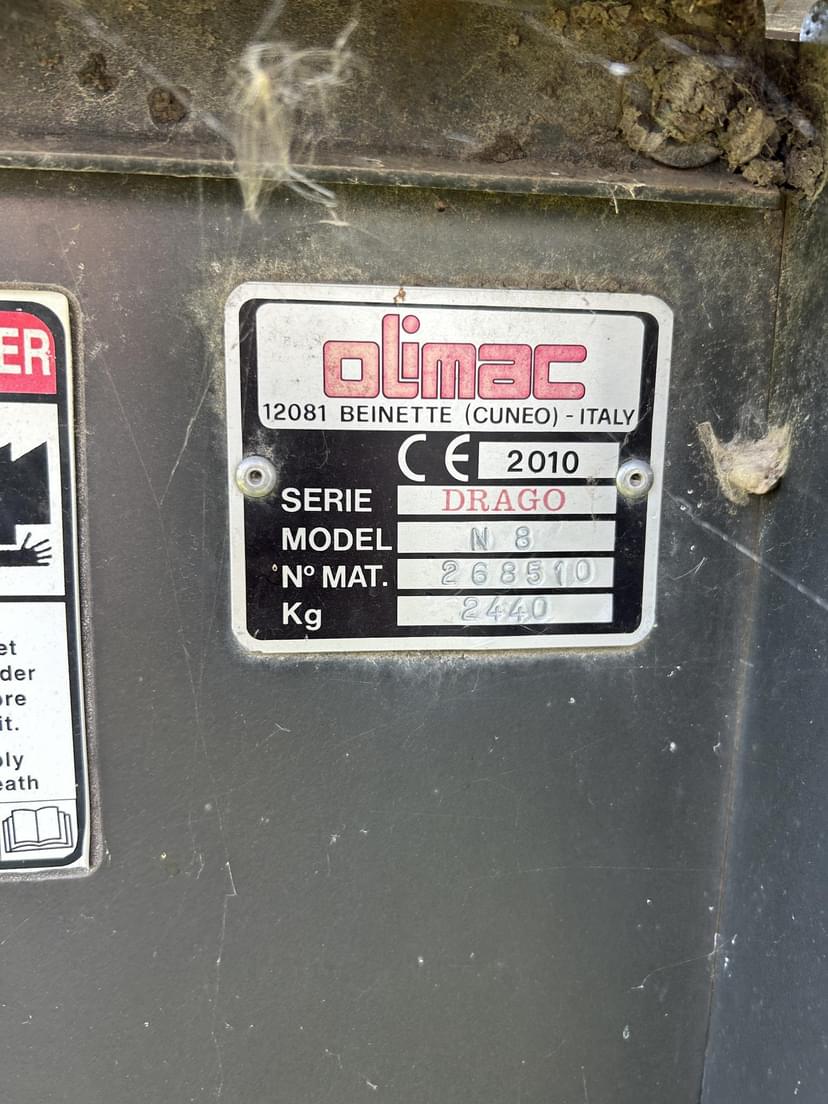 ER
et
der
ore
it.
ply
eath
olimac
12081 BEINETTE (CUNEO) - ITALY
CE 2010
SERIE DRAGO
MODEL N 8
N° MAT. 268510
Kg 2440